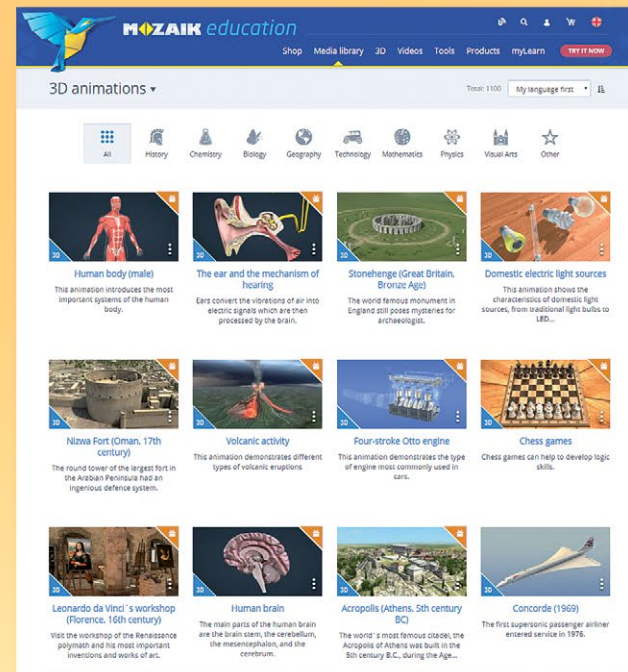 MOZAIK education
Shop Media library 3D Videos Tools Products myLearn TRY IT NOW
3D animations
Total: 1100 My language first
All History Chemistry Biology Geography Technology Mathematics Physics Visual Arts Other
3D 3D 3D 3D
Human body (male)
This animation introduces the most
important systems of the human
body.
The ear and the mechanism of
hearing
Ears convert the vibrations of air into
electric signals which are then
processed by the brain.
Stonehenge (Great Britain,
Bronze Age)
The world famous monument in
England still poses mysteries for
archaeologist.
Domestic electric light sources
This animation shows the
characteristics of domestic light
sources, from traditional light bulbs to
LED...
3D 3D 3D 3D
Nizwa Fort (Oman, 17th
century)
The round tower of the largest fort in
the Arabian Peninsula had an
ingenious defence system.
Volcanic activity
This animation demonstrates different
types of volcanic eruptions
Four-stroke Otto engine
This animation demonstrates the type
of engine most commonly used in
cars.
Chess games
Chess games can help to develop logic
skills.
3D 3D 3D 3D
Leonardo da Vinci`s workshop
(Florence, 16th century)
Visit the workshop of the Renaissance
polymath and his most important
inventions and works of art.
Human brain
The main parts of the human brain
are the brain stem, the cerebellum,
the mesencephalon, and the
cerebrum.
Acropolis (Athens, 5th century
BC)
The world`s most famous citadel, the
Acropolis of Athens was built in the
5th century B.C., during the Age...
Concorde (1969)
The first supersonic passenger airliner
entered service in 1976.